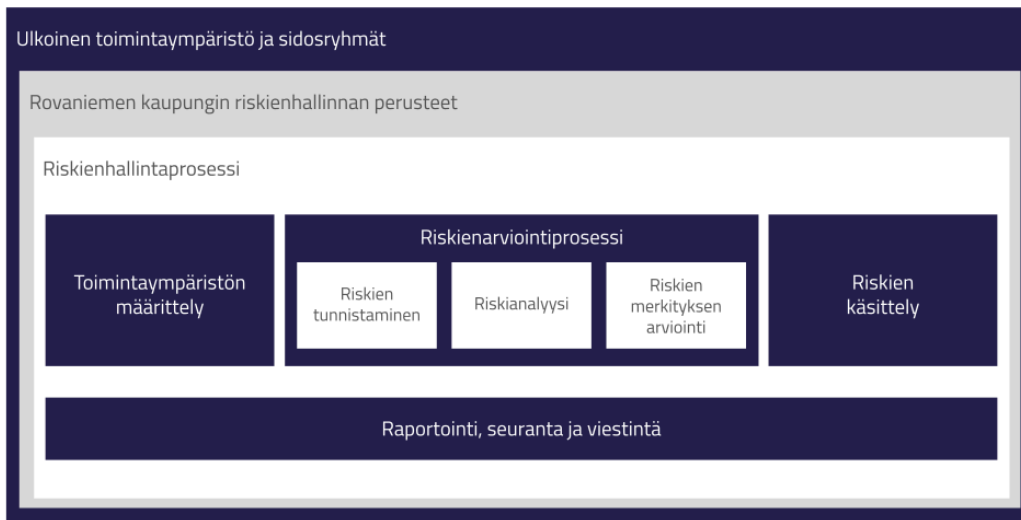 Ulkoinen toimintaympäristö ja sidosryhmät
Rovaniemen kaupungin riskienhallinnan perusteet
Riskienhallintaprosessi
Toimintaympäristön
määrittely
Riskienarviointiprosessi
Riskien
tunnistaminen
Riskianalyysi
Riskien
merkityksen
arviointi
Riskien
käsittely
Raportointi, seuranta ja viestintä